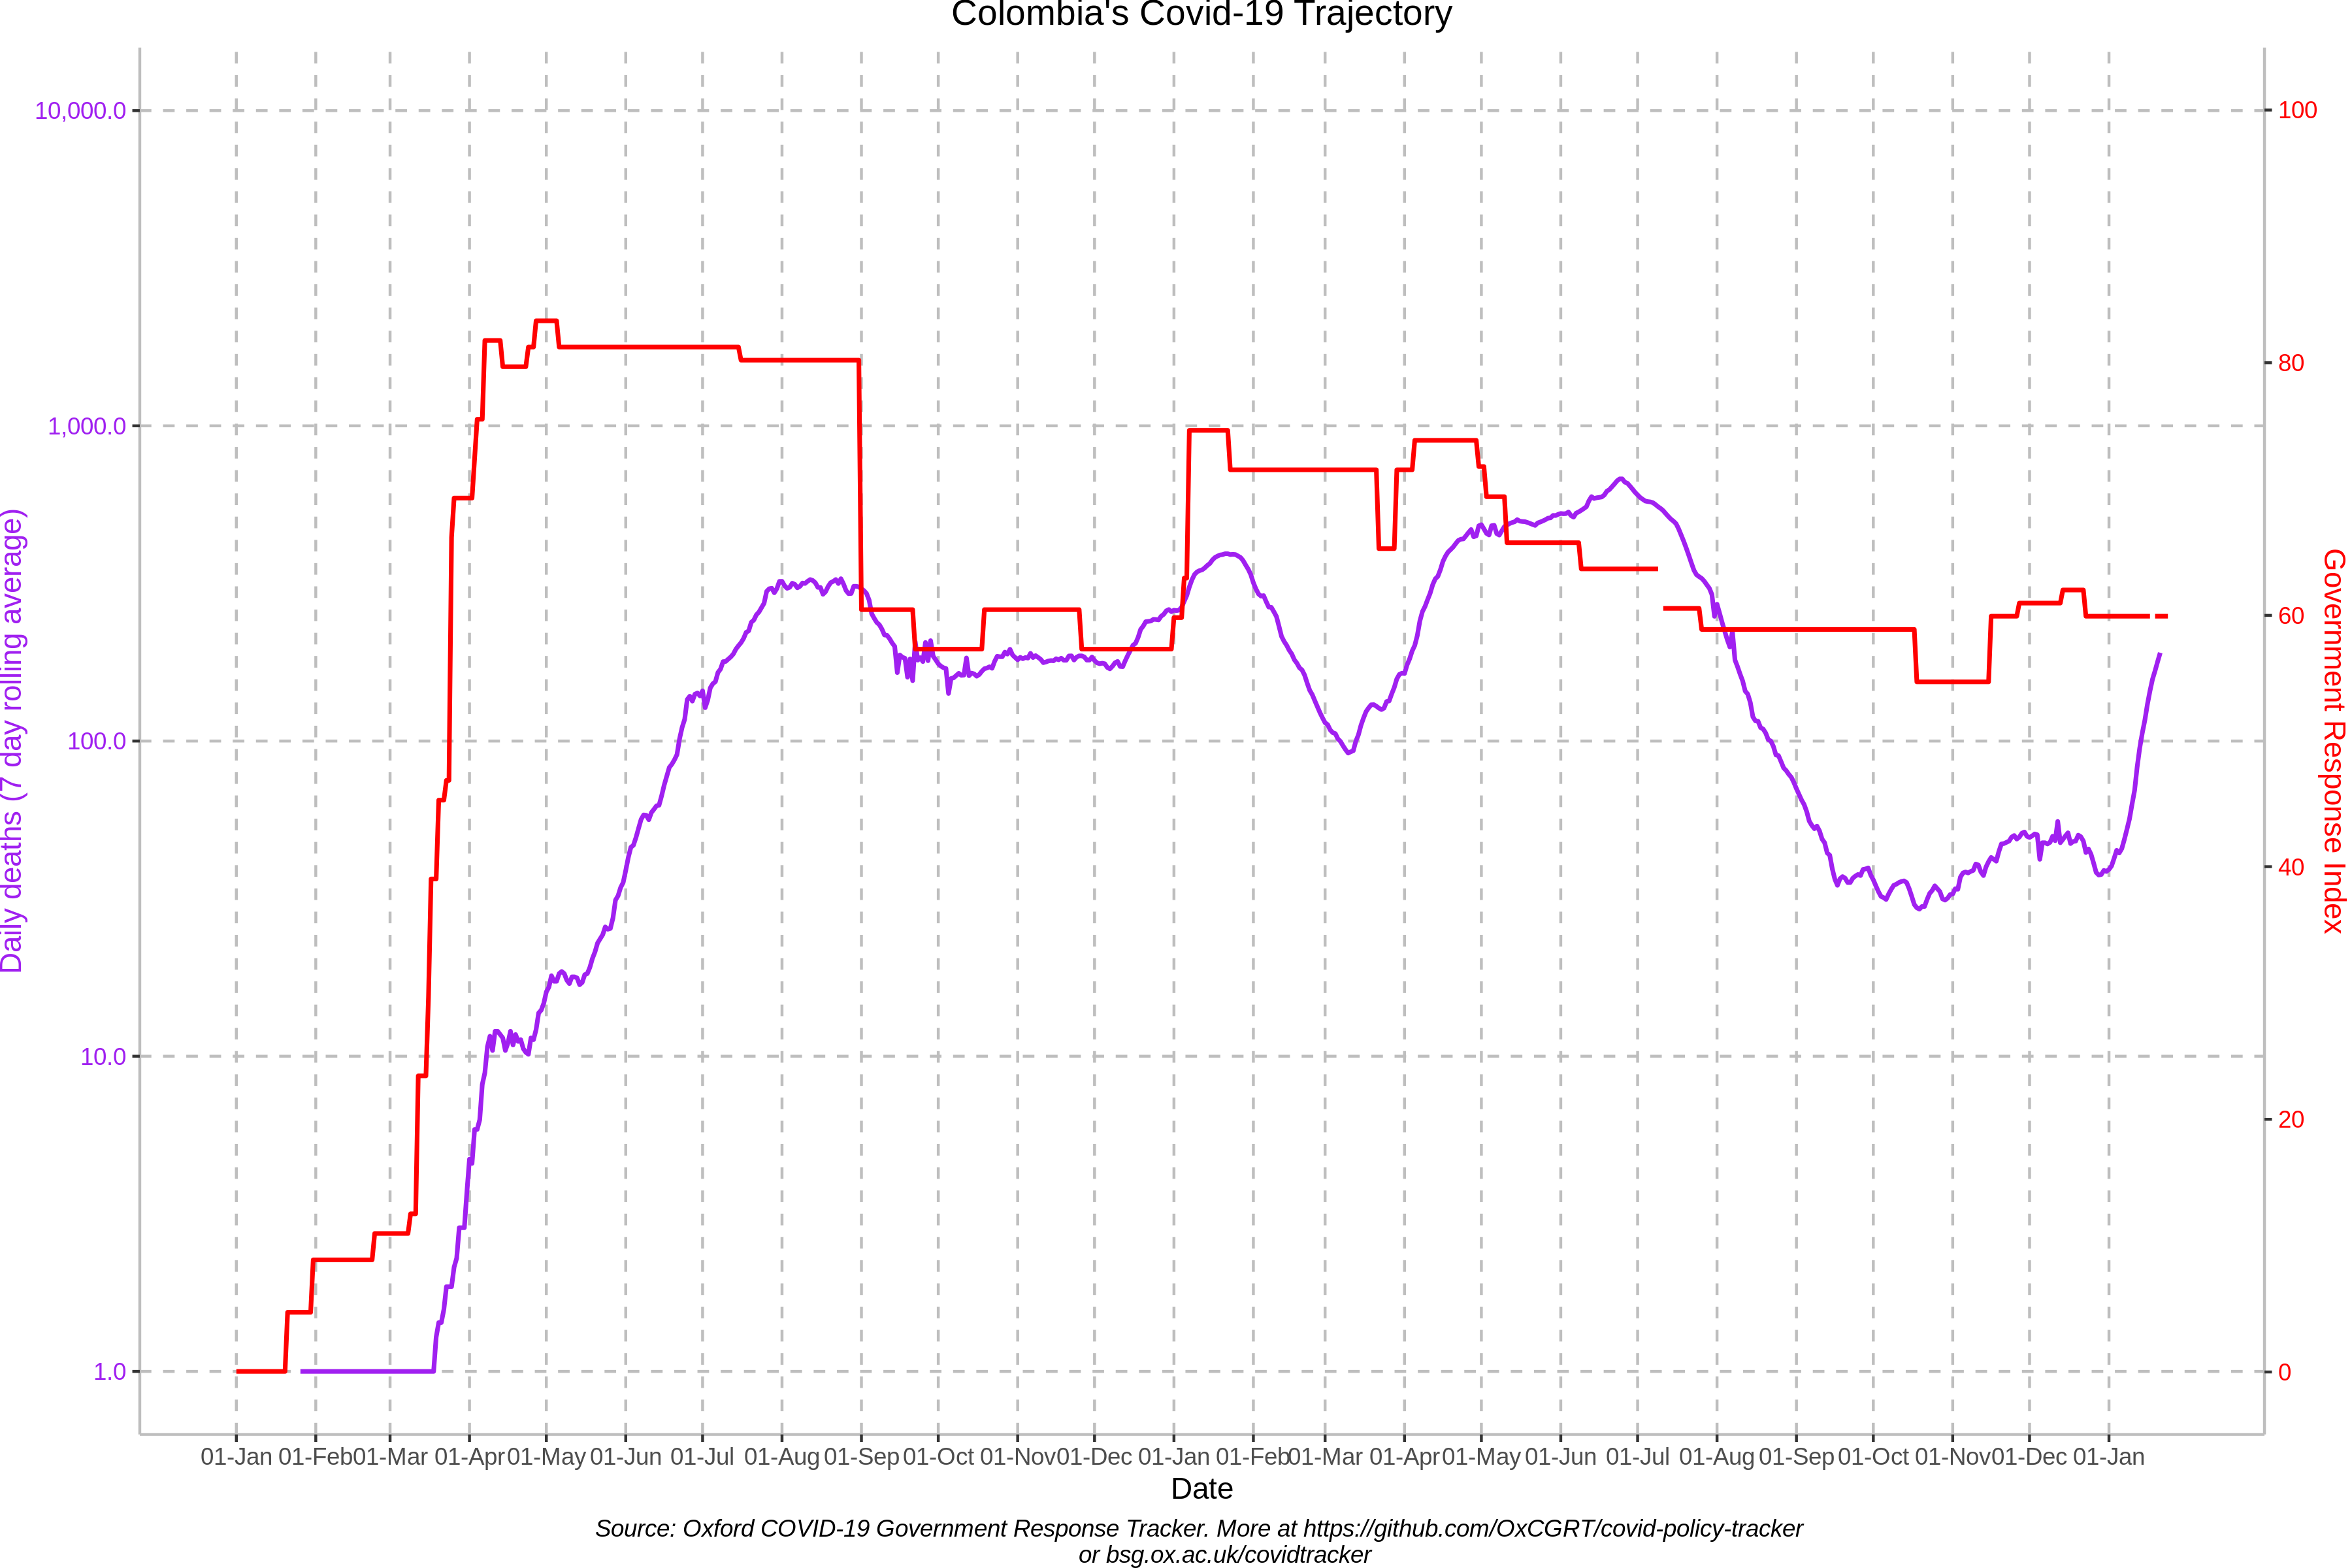 Colombia's Covid-19 Trajectory
10,000.0
1,000.0
100.0
10.0
1.0
Daily deaths (7 day rolling average)
100
80
60
40
20
0
Government Response Index
01-Jan 01-Feb 01-Mar 01-Apr 01-May 01-Jun 01-Jul 01-Aug 01-Sep 01-Oct 01-Nov 01-Dec 01-Jan 01-Feb 01-Mar 01-Apr 01-May 01-Jun 01-Jul 01-Aug 01-Sep 01-Oct 01-Nov 01-Dec 01-Jan
Date
Source: Oxford COVID-19 Government Response Tracker. More at https://github.com/OxCGRT/covid-policy-tracker
or bsg.ox.ac.uk/covidtracker